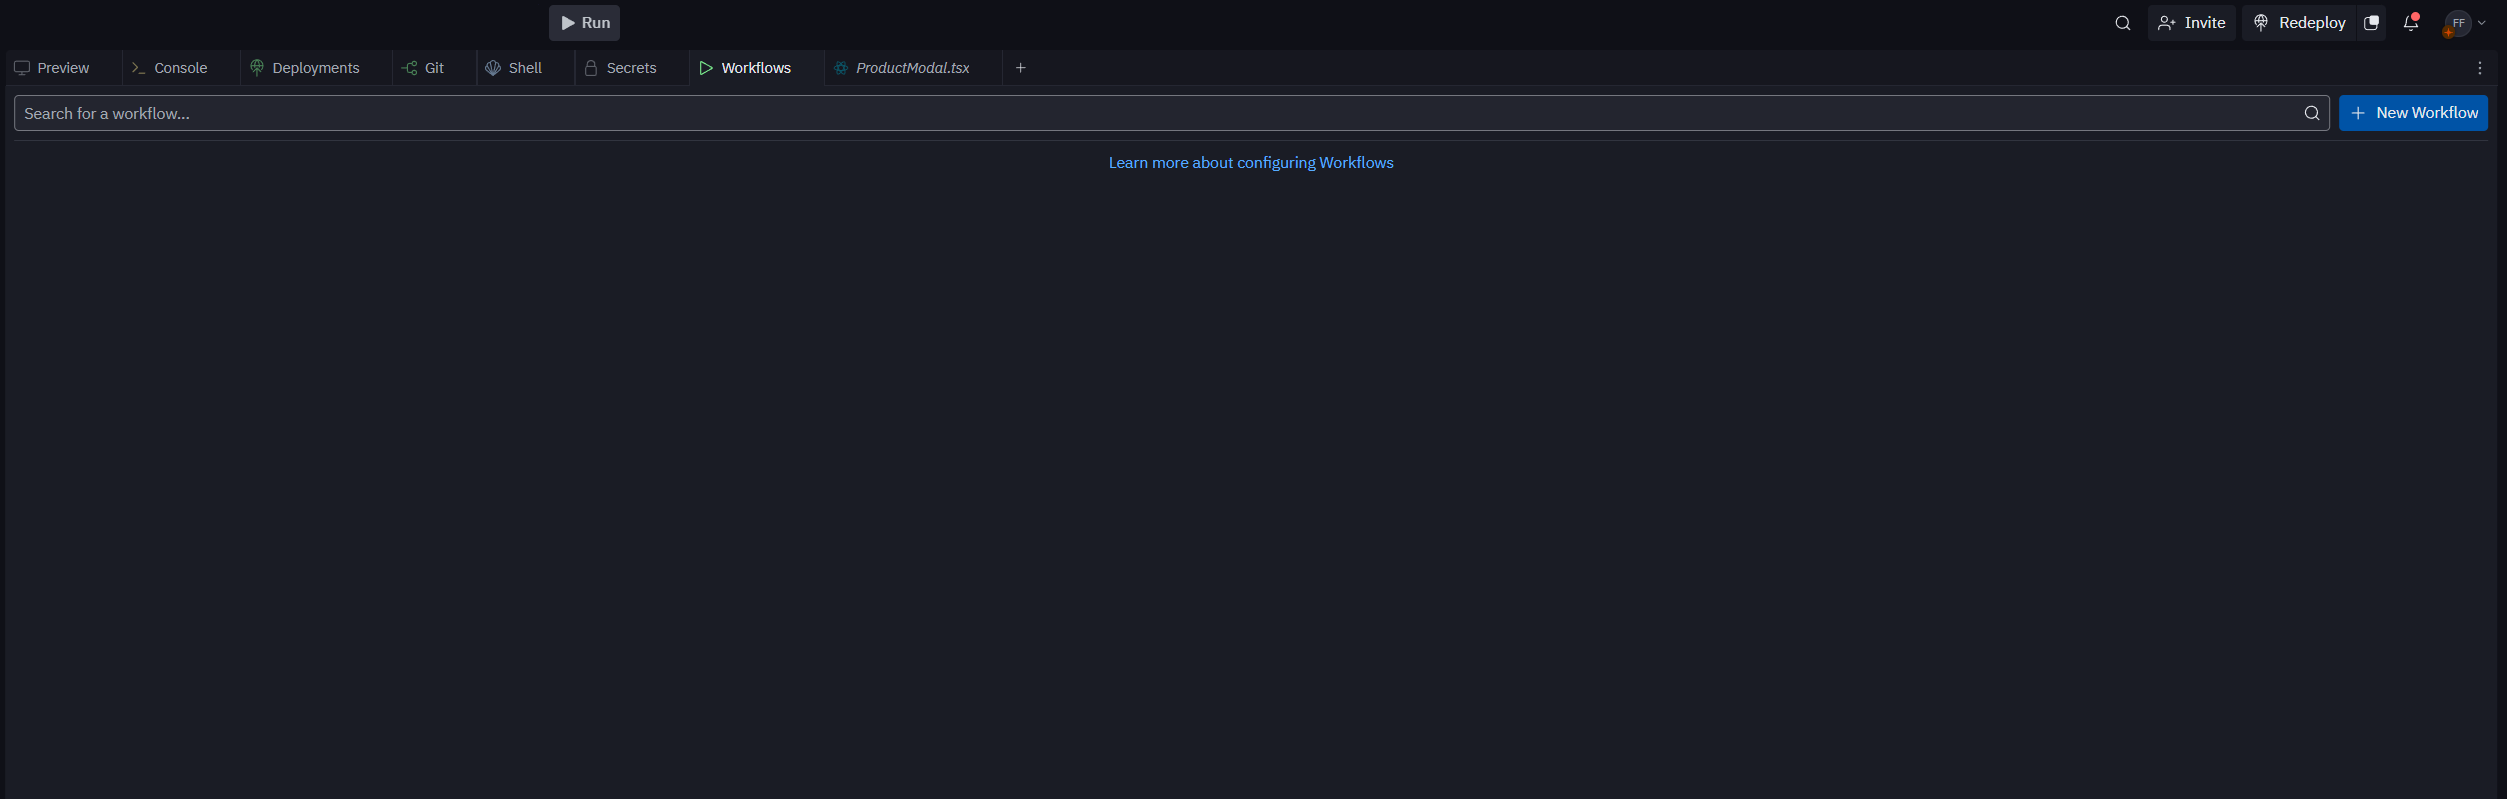 Run
Invite
Redeploy
FF
Preview
Console
Deployments
Git
Shell
Secrets
Workflows
ProductModal.tsx
Search for a workflow...
New Workflow
Learn more about configuring Workflows